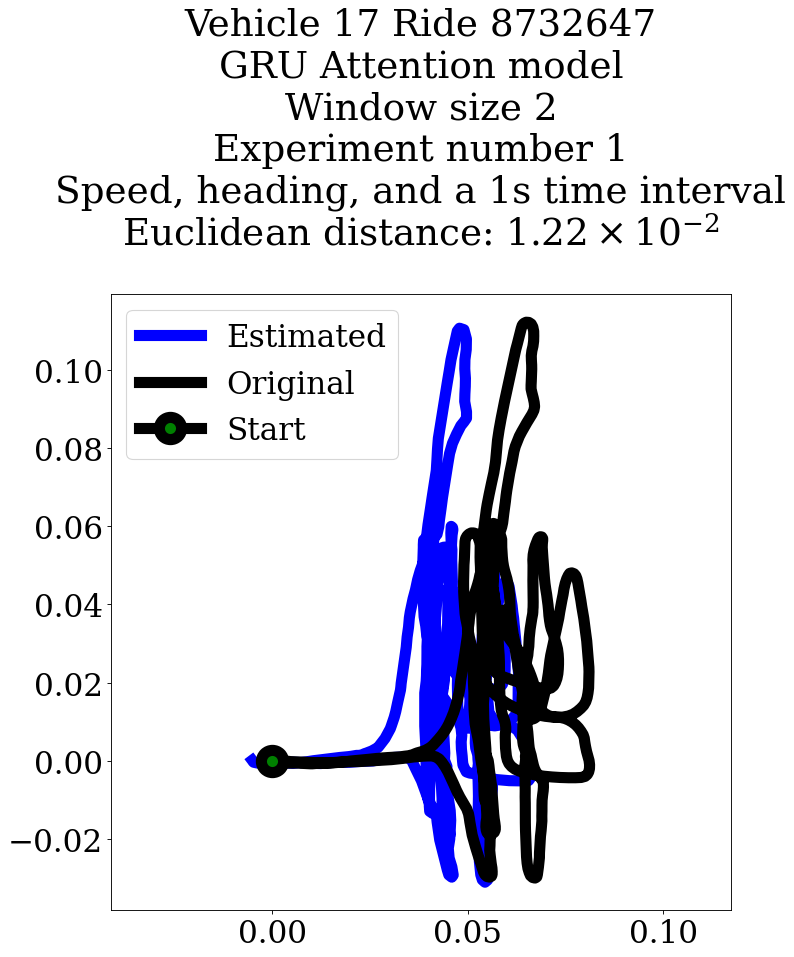 Vehicle 17 Ride 8732647
GRU Attention model
Window size 2
Experiment number 1
Speed, heading, and a 1s time interval
Euclidean distance: 1.22 × 10⁻²
Estimated
Original
Start
0.10
0.08
0.06
0.04
0.02
0.00
−0.02
0.00 0.05 0.10